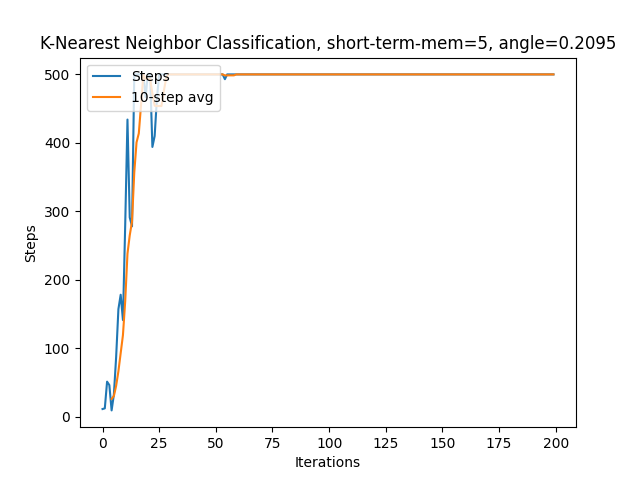 K-Nearest Neighbor Classification, short-term-mem=5, angle=0.2095
500
400
300
200
100
0
Steps
Steps
10-step avg
0 25 50 75 100 125 150 175 200
Iterations